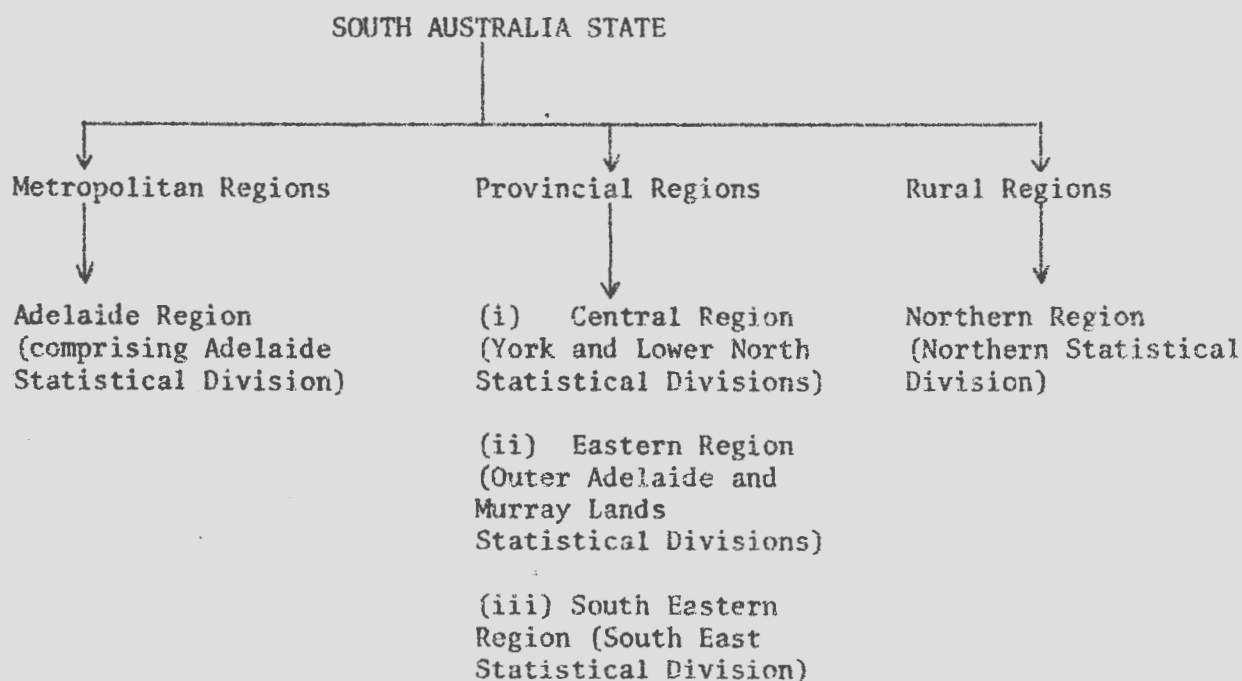 SOUTH AUSTRALIA STATE
Metropolitan Regions
Provincial Regions
Rural Regions
Adelaide Region
(comprising Adelaide
Statistical Division)
(i) Central Region
(York and Lower North
Statistical Divisions)
(ii) Eastern Region
(Outer Adelaide and
Murray Lands
Statistical Divisions)
(iii) South Eastern
Region (South East
Statistical Division)
Northern Region
(Northern Statistical
Division)